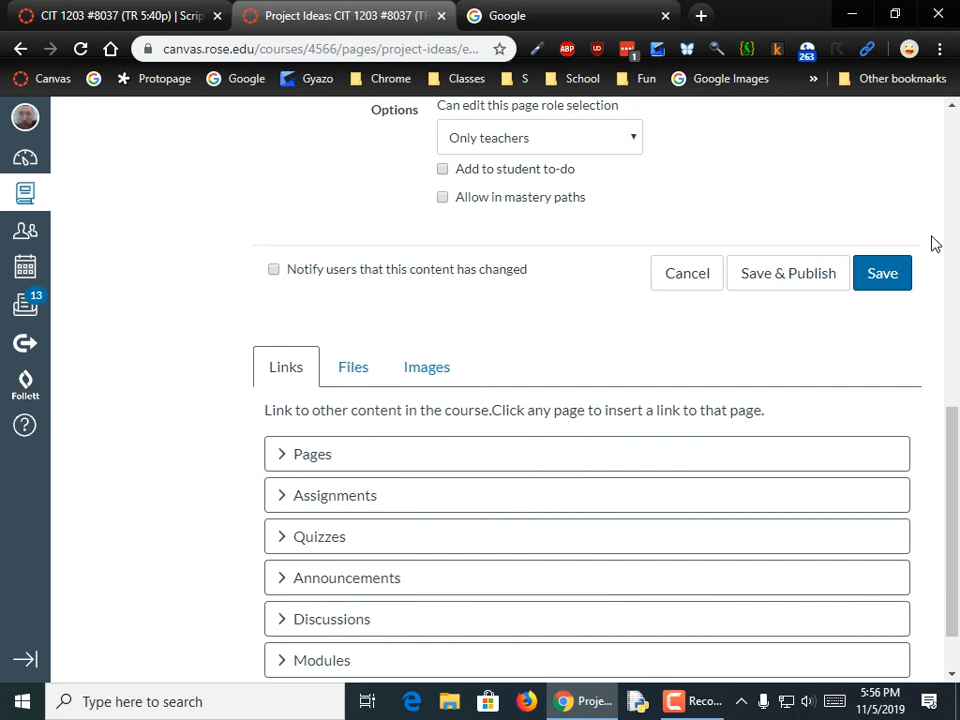 CIT 1203 #8037 (TR 5:40p) | Scrip
Project Ideas: CIT 1203 #8037 (TR
Google
canvas.rose.edu/courses/4566/pages/project-ideas/e...
ABP
1
263
Canvas
Protopage
Google
Gyazo
Chrome
Classes
S
School
Fun
Google Images
»
Other bookmarks
Options
Can edit this page role selection
Only teachers
Add to student to-do
Allow in mastery paths
Notify users that this content has changed
Cancel
Save & Publish
Save
13
Follett
Links
Files
Images
Link to other content in the course.Click any page to insert a link to that page.
Pages
Assignments
Quizzes
Announcements
Discussions
Modules
Type here to search
Proje...
Reco...
5:56 PM
11/5/2019